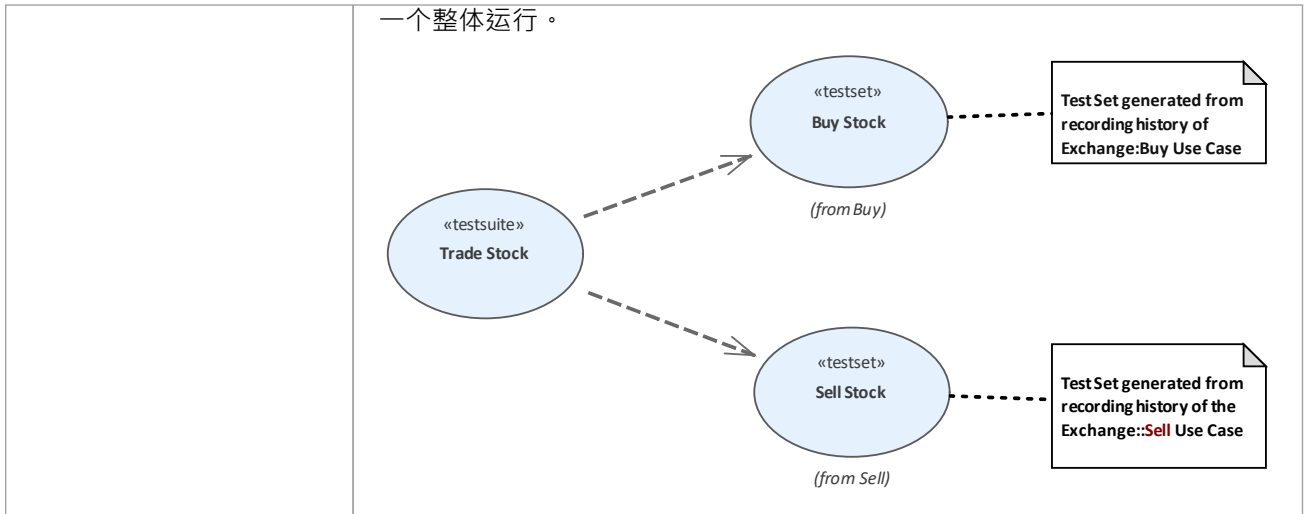 一个整体运行。
«testset»
Buy Stock
Test Set generated from
recording history of
Exchange:Buy Use Case
(from Buy)
«testsuite»
Trade Stock
«testset»
Sell Stock
Test Set generated from
recording history of the
Exchange::Sell Use Case
(from Sell)